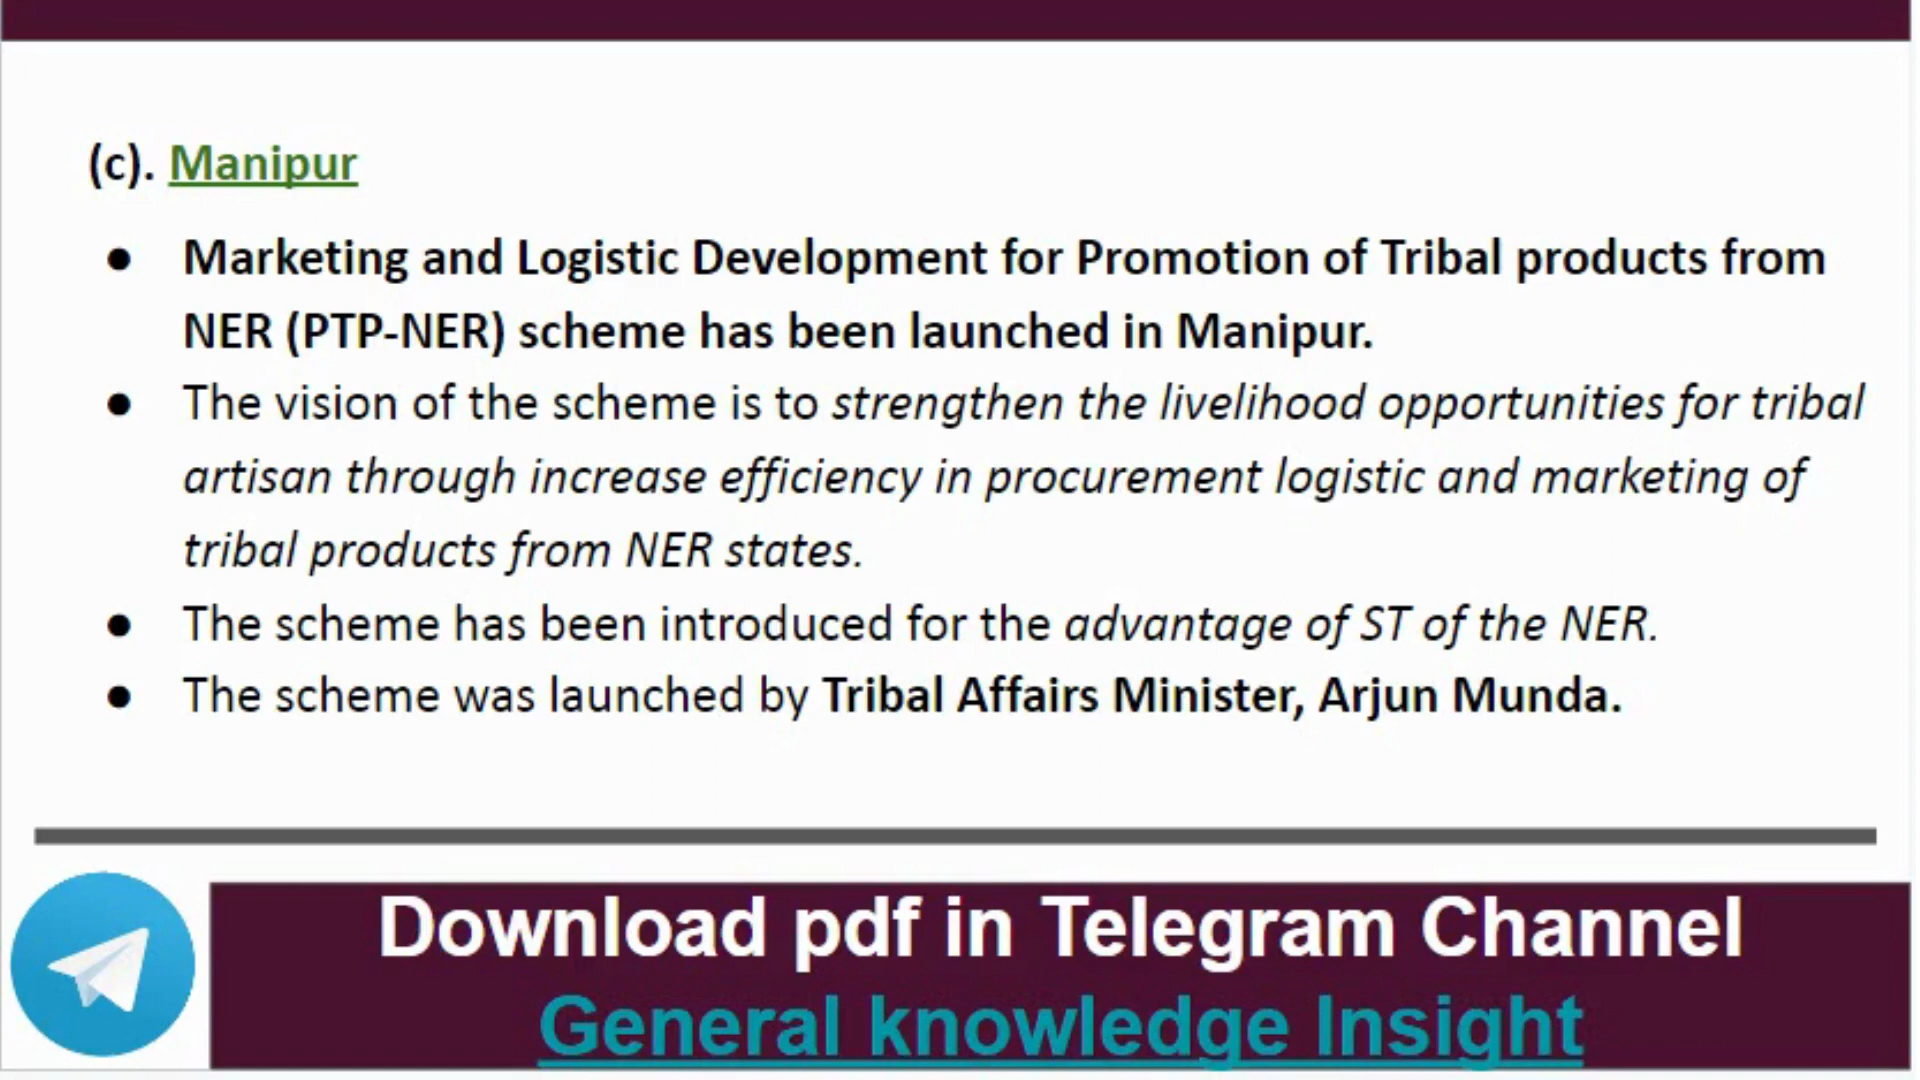 (c). Manipur
● Marketing and Logistic Development for Promotion of Tribal products from
NER (PTP-NER) scheme has been launched in Manipur.
● The vision of the scheme is to strengthen the livelihood opportunities for tribal
artisan through increase efficiency in procurement logistic and marketing of
tribal products from NER states.
● The scheme has been introduced for the advantage of ST of the NER.
● The scheme was launched by Tribal Affairs Minister, Arjun Munda.
Download pdf in Telegram Channel
General knowledge Insight